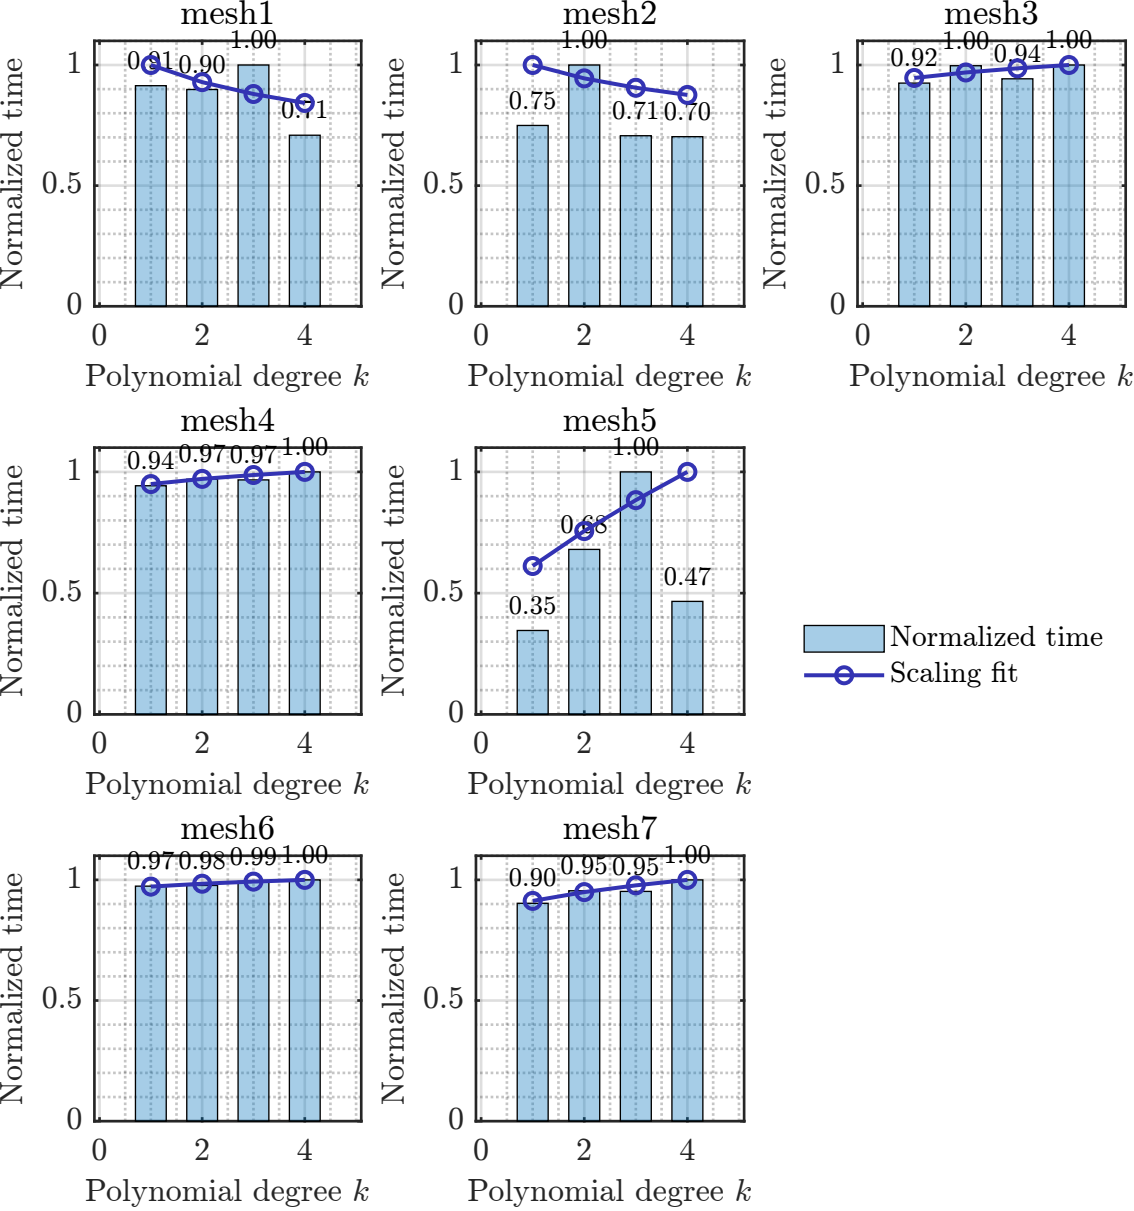 mesh1
0.91 0.90 1.00 0.71
1
0.5
0
0 2 4
Normalized time
Polynomial degree k
mesh2
0.75 1.00 0.71 0.70
1
0.5
0
0 2 4
Normalized time
Polynomial degree k
mesh3
0.92 1.00 0.94 1.00
1
0.5
0
0 2 4
Normalized time
Polynomial degree k
mesh4
0.94 0.97 0.97 1.00
1
0.5
0
0 2 4
Normalized time
Polynomial degree k
mesh5
0.35 0.68 1.00 0.47
1
0.5
0
0 2 4
Normalized time
Polynomial degree k
Normalized time
Scaling fit
mesh6
0.97 0.98 0.99 1.00
1
0.5
0
0 2 4
Normalized time
Polynomial degree k
mesh7
0.90 0.95 0.95 1.00
1
0.5
0
0 2 4
Normalized time
Polynomial degree k